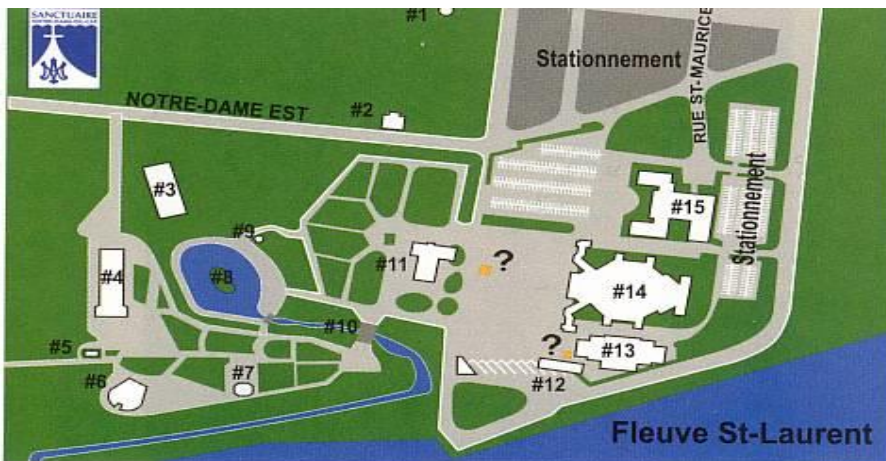 SANCTUAIRE
#1
Stationnement
RUE ST-MAURICE
NOTRE-DAME EST
#2
#3
Stationnement
#15
#9
#11
?
#4
#8
#14
#10
?
#13
#5
#6
#7
#12
Fleuve St-Laurent